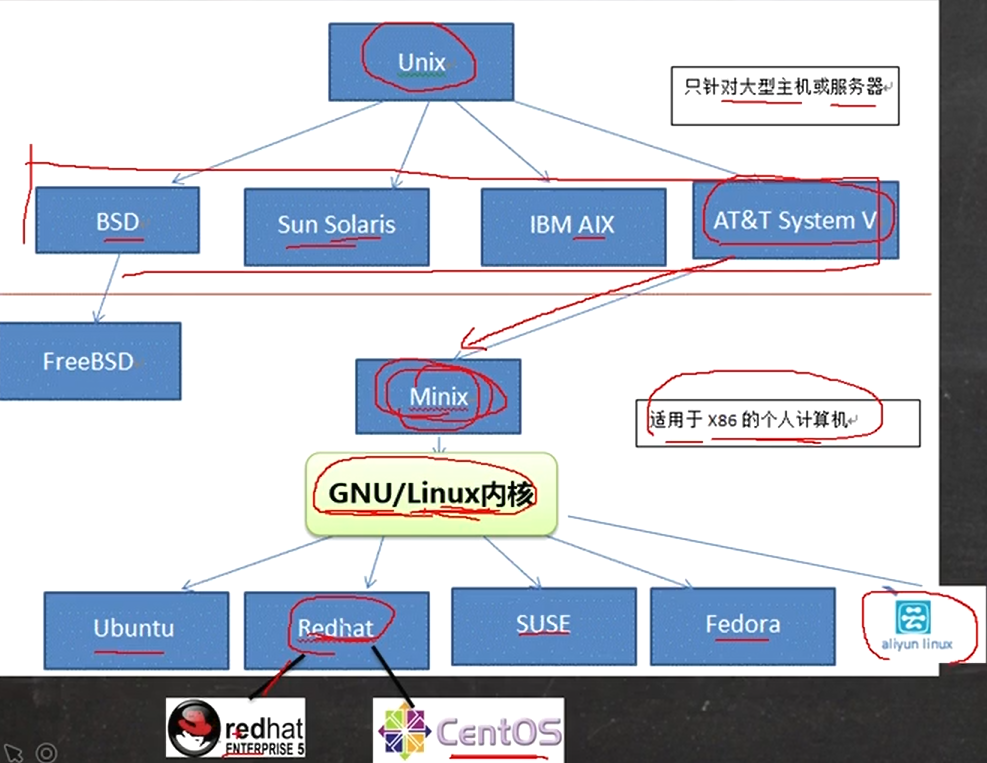 Unix
只针对大型主机或服务器
BSD
Sun Solaris
IBM AIX
AT&T System V
FreeBSD
Minix
适用于 X86 的个人计算机
GNU/Linux内核
Ubuntu
Redhat
SUSE
Fedora
aliyun linux
redhat
ENTERPRISE 5
CentOS